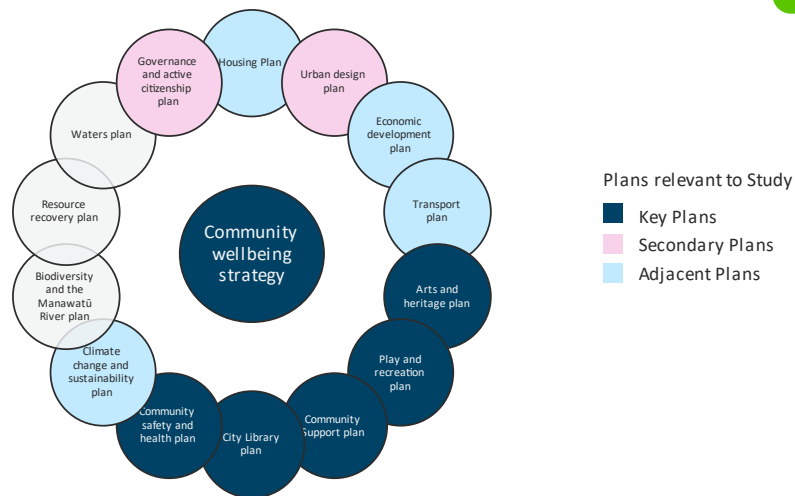 Housing Plan
Urban design
plan
Economic
development
plan
Transport
plan
Arts and
heritage plan
Play and
recreation
plan
Community
Support plan
City Library
plan
Community
safety and
health plan
Climate
change and
sustainability
plan
Biodiversity
and the
Manawatū
River plan
Resource
recovery plan
Waters plan
Governance
and active
citizenship
plan
Community
wellbeing
strategy
Plans relevant to Study
Key Plans
Secondary Plans
Adjacent Plans